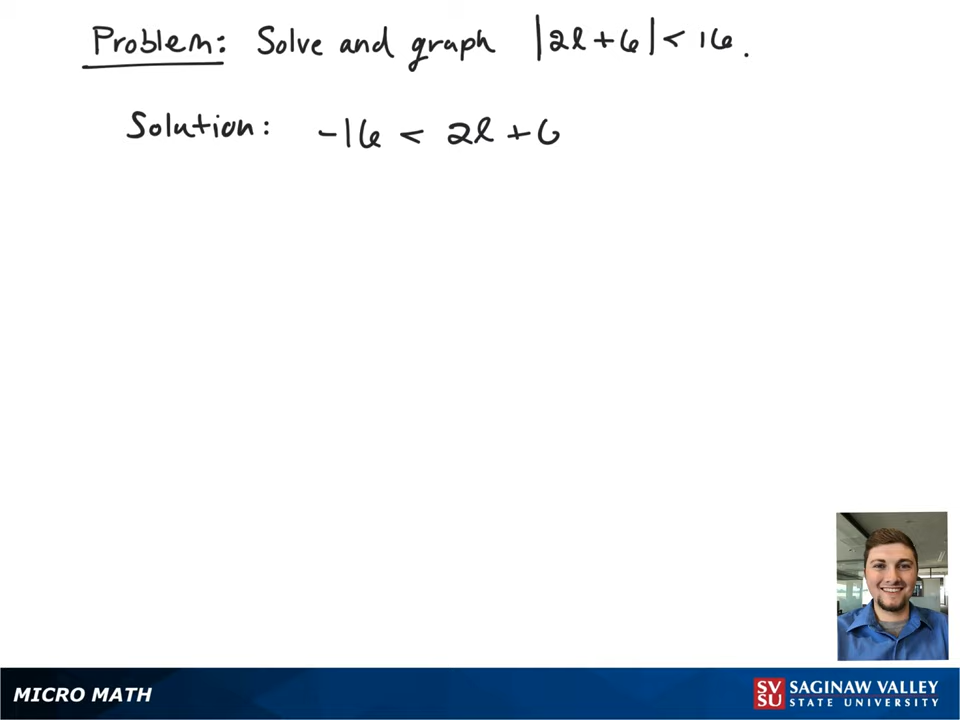 Problem: Solve and graph |2l + 6| < 16.
Solution: -16 < 2l + 6
MICRO MATH
SV SU SAGINAW VALLEY STATE UNIVERSITY